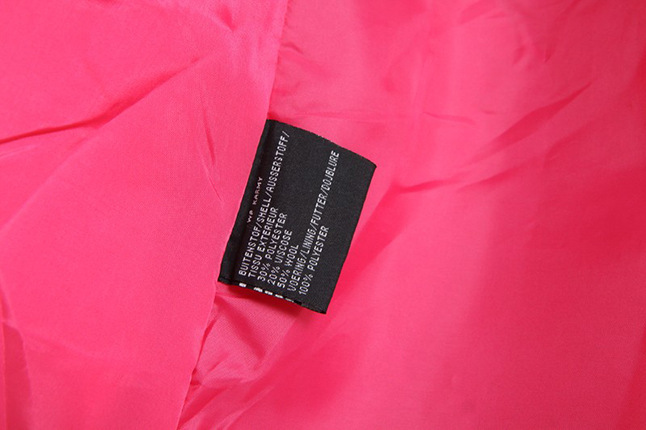 BUITENSTOF/SHELL/AUSSERSTOFF/
TISSU EXTERIEUR
30% POLYESTER
20% VISCOSE
50% WOOL
VOERING/LINING/FUTTER/DOUBLURE
100% POLYESTER